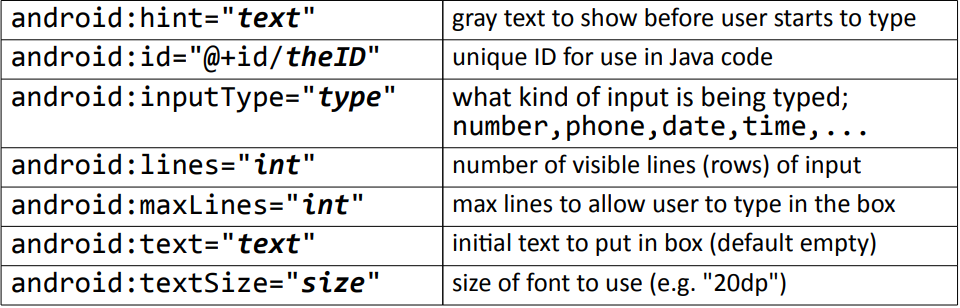 android:hint="text" gray text to show before user starts to type
android:id="@+id/theID" unique ID for use in Java code
android:inputType="type" what kind of input is being typed;
number,phone,date,time,...
android:lines="int" number of visible lines (rows) of input
android:maxLines="int" max lines to allow user to type in the box
android:text="text" initial text to put in box (default empty)
android:textSize="size" size of font to use (e.g. "20dp")